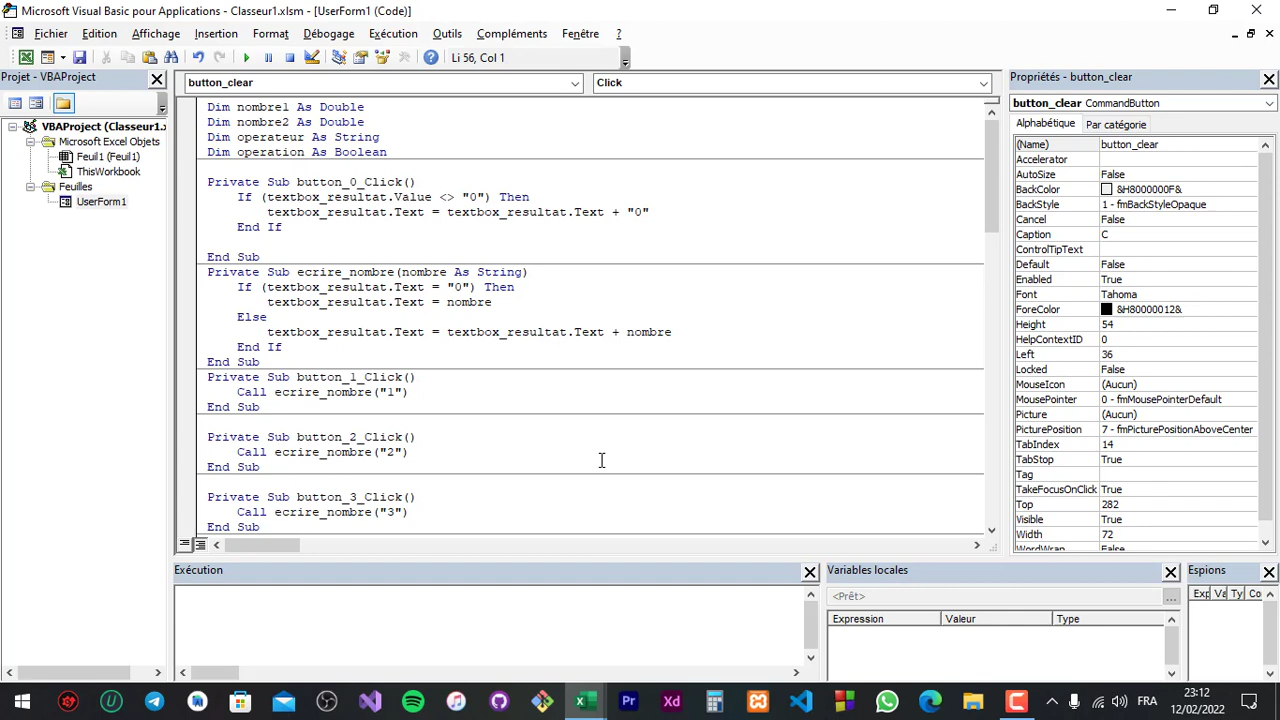 Microsoft Visual Basic pour Applications - Classeur1.xlsm - [UserForm1 (Code)]
Fichier Edition Affichage Insertion Format Débogage Exécution Outils Compléments Fenêtre ?
Li 56, Col 1
Projet - VBAProject
VBAProject (Classeur1.x
Microsoft Excel Objets
Feuil1 (Feuil1)
ThisWorkbook
Feuilles
UserForm1
button_clear Click
Dim nombre1 As Double
Dim nombre2 As Double
Dim operateur As String
Dim operation As Boolean
Private Sub button_0_Click()
If (textbox_resultat.Value <> "0") Then
textbox_resultat.Text = textbox_resultat.Text + "0"
End If
End Sub
Private Sub ecrire_nombre(nombre As String)
If (textbox_resultat.Text = "0") Then
textbox_resultat.Text = nombre
Else
textbox_resultat.Text = textbox_resultat.Text + nombre
End If
End Sub
Private Sub button_1_Click()
Call ecrire_nombre("1")
End Sub
Private Sub button_2_Click()
Call ecrire_nombre("2")
End Sub
Private Sub button_3_Click()
Call ecrire_nombre("3")
End Sub
Propriétés - button_clear
button_clear CommandButton
Alphabétique Par catégorie
(Name) button_clear
Accelerator
AutoSize False
BackColor &H8000000F&
BackStyle 1 - fmBackStyleOpaque
Cancel False
Caption C
ControlTipText
Default False
Enabled True
Font Tahoma
ForeColor &H80000012&
Height 54
HelpContextID 0
Left 36
Locked False
MouseIcon (Aucun)
MousePointer 0 - fmMousePointerDefault
Picture (Aucun)
PicturePosition 7 - fmPicturePositionAboveCenter
TabIndex 14
TabStop True
Tag
TakeFocusOnClick True
Top 282
Visible True
Width 72
WordWrap False
Exécution
Variables locales
<Prêt>
...
Expression Valeur Type
Espions
Exp Va Ty Co
Pr Xd
FRA
23:12
12/02/2022